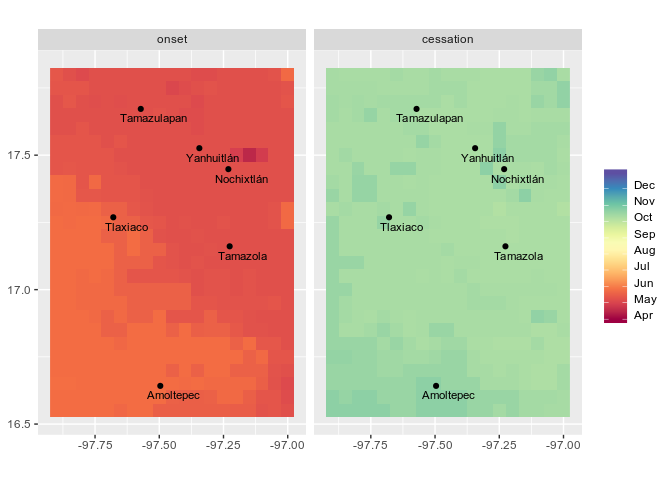 onset
cessation
Tamazulapan
Yanhuitlán
Nochixtlán
Tlaxiaco
Tamazola
Amoltepec
Tamazulapan
Yanhuitlán
Nochixtlán
Tlaxiaco
Tamazola
Amoltepec
17.5
17.0
16.5
-97.75
-97.50
-97.25
-97.00
-97.75
-97.50
-97.25
-97.00
Dec
Nov
Oct
Sep
Aug
Jul
Jun
May
Apr